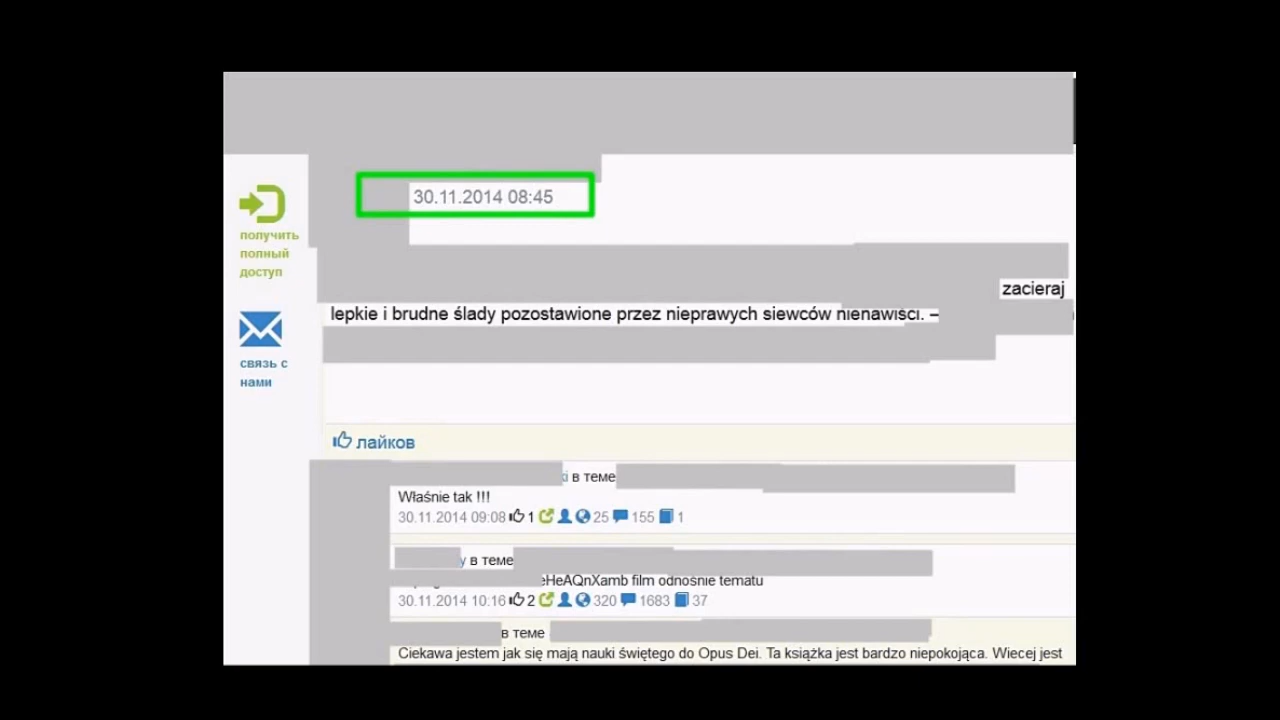 30.11.2014 08:45
получить
полный
доступ
zacieraj
lepkie i brudne ślady pozostawione przez nieprawych siewców nienawiści. –
связь с
нами
лайков
в теме
Właśnie tak !!!
30.11.2014 09:08 1 25 155 1
в теме
eHeAQnXamb film odnośnie tematu
30.11.2014 10:16 2 320 1683 37
в теме
Ciekawa jestem jak się mają nauki świętego do Opus Dei. Ta książka jest bardzo niepokojąca. Wiecej jest